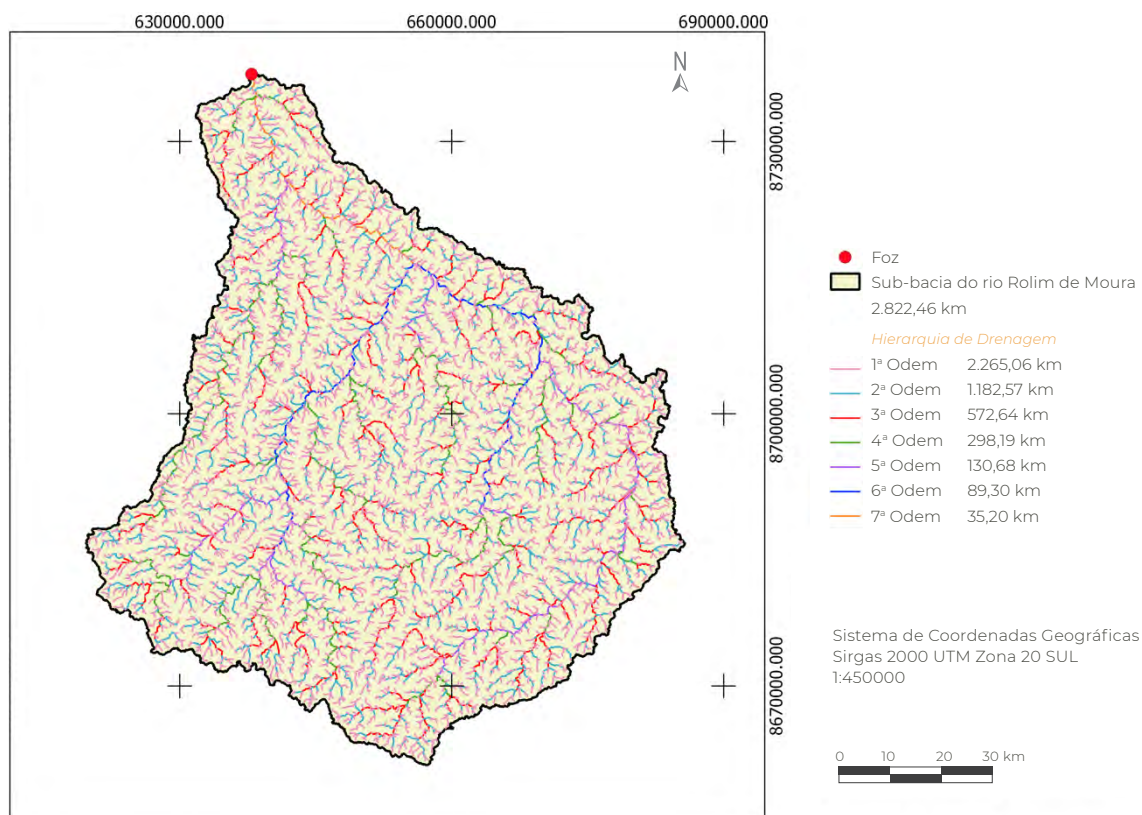 630000.000 660000.000 690000.000
N
8730000.000
8700000.000
8670000.000
Foz
Sub-bacia do rio Rolim de Moura
2.822,46 km
Hierarquia de Drenagem
1ª Odem 2.265,06 km
2ª Odem 1.182,57 km
3ª Odem 572,64 km
4ª Odem 298,19 km
5ª Odem 130,68 km
6ª Odem 89,30 km
7ª Odem 35,20 km
Sistema de Coordenadas Geográficas
Sirgas 2000 UTM Zona 20 SUL
1:450000
0 10 20 30 km